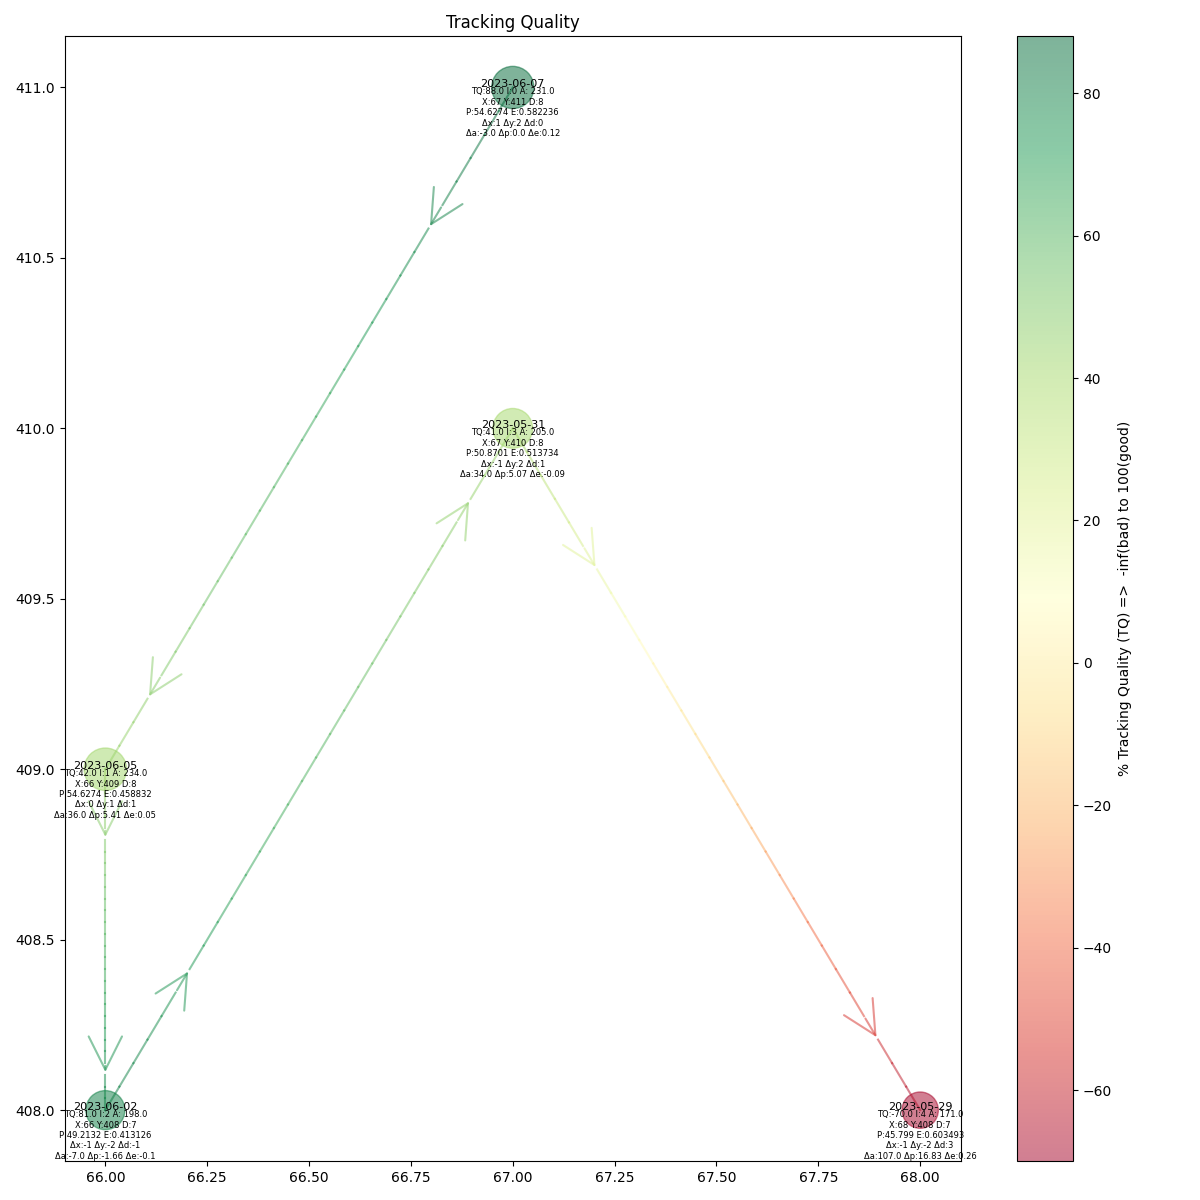 Tracking Quality
411.0
410.5
410.0
409.5
409.0
408.5
408.0
66.00
66.25
66.50
66.75
67.00
67.25
67.50
67.75
68.00
2023-06-07
TQ:88.0 I:0 A: 231.0
X:67 Y:411 D:8
P:54.6274 E:0.582236
Δx:1 Δy:2 Δd:0
Δa:-3.0 Δp:0.0 Δe:0.12
2023-05-31
TQ:41.0 I:3 A: 205.0
X:67 Y:410 D:8
P:50.8701 E:0.513734
Δx:-1 Δy:2 Δd:1
Δa:34.0 Δp:5.07 Δe:-0.09
2023-06-05
TQ:42.0 I:1 A: 234.0
X:66 Y:409 D:8
P:54.6274 E:0.458832
Δx:0 Δy:1 Δd:1
Δa:36.0 Δp:5.41 Δe:0.05
2023-06-02
TQ:81.0 I:2 A: 198.0
X:66 Y:408 D:7
P:49.2132 E:0.413126
Δx:-1 Δy:-2 Δd:-1
Δa:-7.0 Δp:-1.66 Δe:-0.1
2023-05-29
TQ:-70.0 I:4 A: 171.0
X:68 Y:408 D:7
P:45.799 E:0.603493
Δx:-1 Δy:-2 Δd:3
Δa:107.0 Δp:16.83 Δe:0.26
80
60
40
20
0
−20
−40
−60
% Tracking Quality (TQ) => -inf(bad) to 100(good)